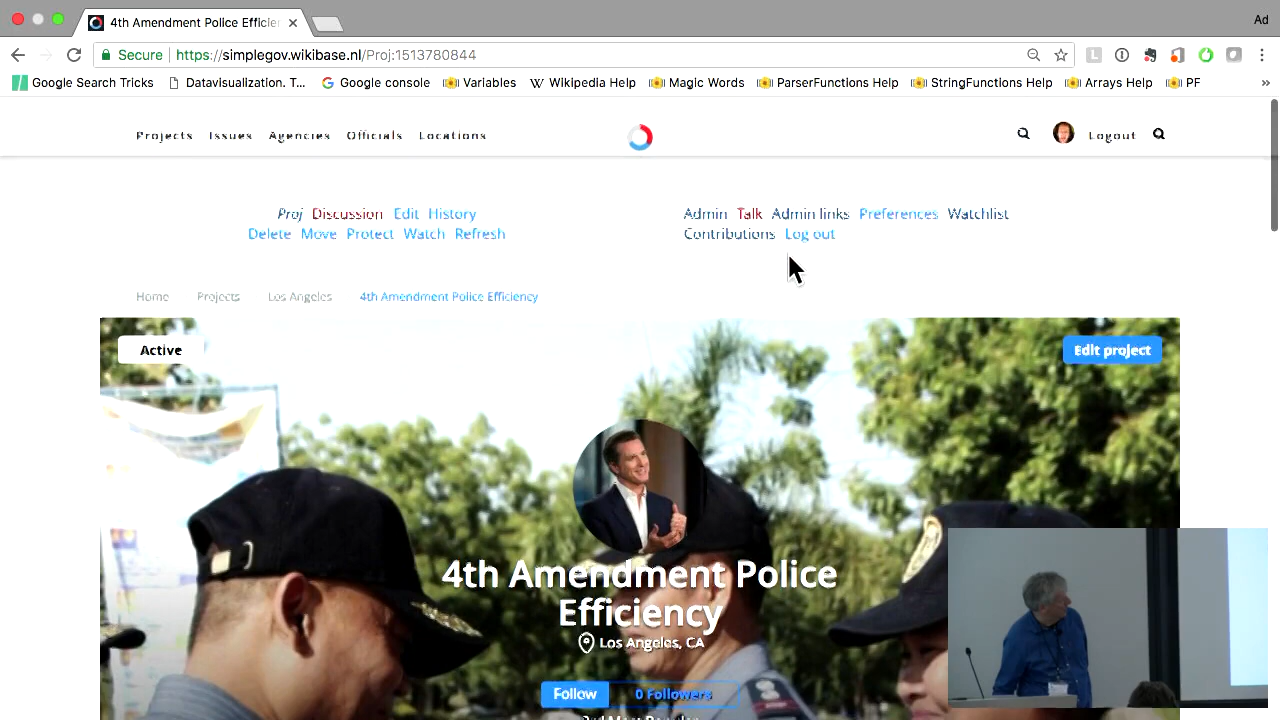 4th Amendment Police Efficie
Ad
Secure https://simplegov.wikibase.nl/Proj:1513780844
Google Search Tricks Datavisualization. T... Google console Variables Wikipedia Help Magic Words ParserFunctions Help StringFunctions Help Arrays Help PF »
Projects Issues Agencies Officials Locations Logout
Proj Discussion Edit History
Delete Move Protect Watch Refresh
Admin Talk Admin links Preferences Watchlist
Contributions Log out
Home Projects Los Angeles 4th Amendment Police Efficiency
Active
Edit project
4th Amendment Police
Efficiency
Los Angeles, CA
Follow 0 Followers